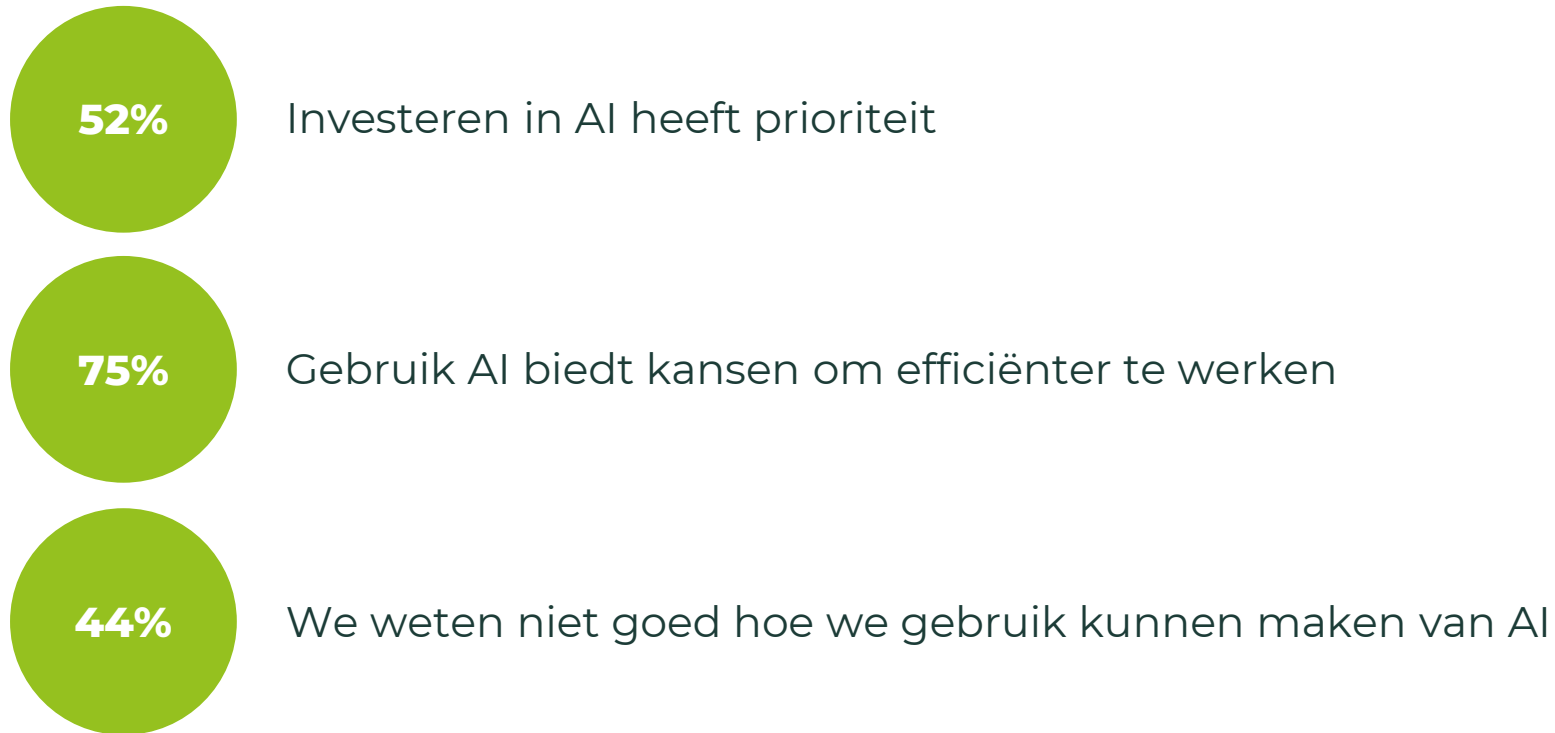 52%
Investeren in AI heeft prioriteit
75%
Gebruik AI biedt kansen om efficiënter te werken
44%
We weten niet goed hoe we gebruik kunnen maken van AI